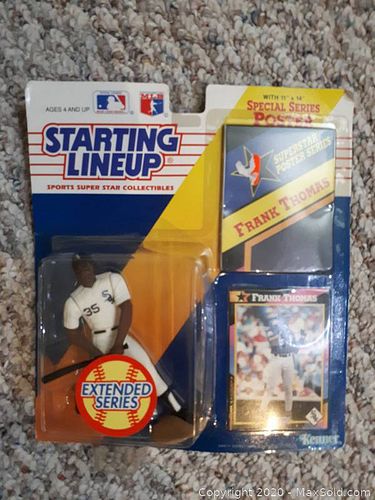 AGES 4 AND UP
MLB
WITH 11" x 14"
SPECIAL SERIES
POSTER
STARTING
LINEUP
SPORTS SUPER STAR COLLECTIBLES
SUPERSTAR
POSTER SERIES
FRANK THOMAS
35
EXTENDED
SERIES
FRANK THOMAS
Kenner
Copyright 2020 - MaxSold.com